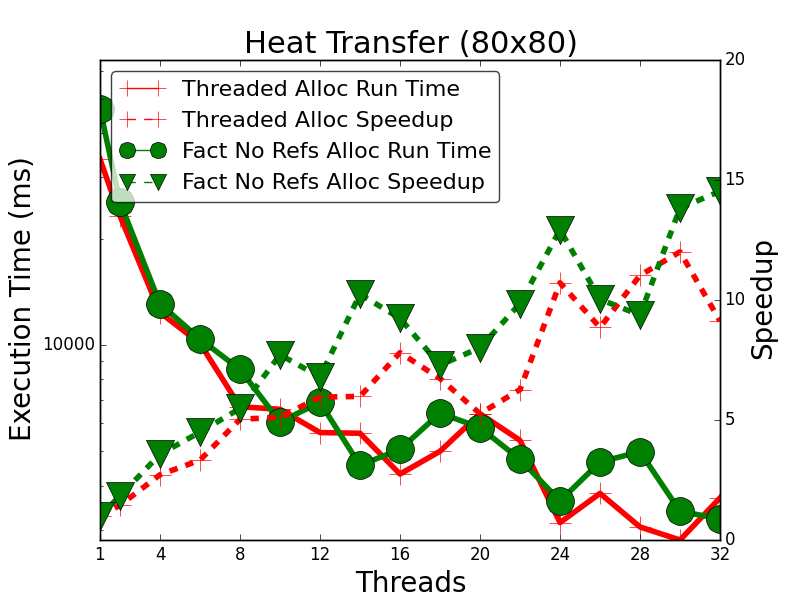 Heat Transfer (80x80)
Threaded Alloc Run Time
Threaded Alloc Speedup
Fact No Refs Alloc Run Time
Fact No Refs Alloc Speedup
Execution Time (ms)
10000
20
15
10
5
0
Speedup
1 4 8 12 16 20 24 28 32
Threads